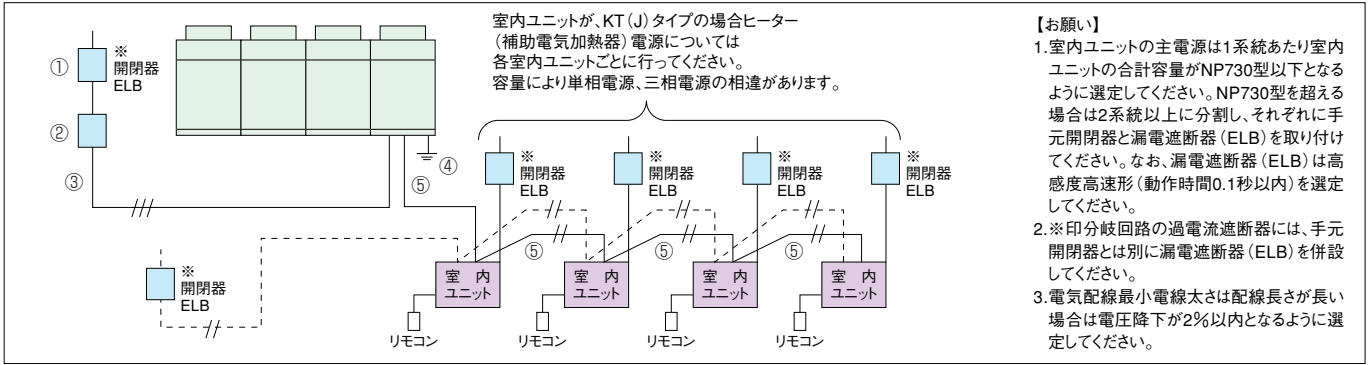 ①
※
開閉器
ELB
②
③
④
⑤
室内ユニットが、KT(J)タイプの場合ヒーター
(補助電気加熱器)電源については
各室内ユニットごとに行ってください。
容量により単相電源、三相電源の相違があります。
※
開閉器
ELB
※
開閉器
ELB
※
開閉器
ELB
※
開閉器
ELB
⑤
⑤
⑤
※
開閉器
ELB
室 内
ユニット
室 内
ユニット
室 内
ユニット
室 内
ユニット
リモコン
リモコン
リモコン
リモコン
【お願い】
1.室内ユニットの主電源は1系統あたり室内
ユニットの合計容量がNP730型以下となる
ように選定してください。NP730型を超える
場合は2系統以上に分割し、それぞれに手
元開閉器と漏電遮断器(ELB)を取り付け
てください。なお、漏電遮断器(ELB)は高
感度高速形(動作時間0.1秒以内)を選定
してください。
2.※印分岐回路の過電流遮断器には、手元
開閉器とは別に漏電遮断器(ELB)を併設
してください。
3.電気配線最小電線太さは配線長さが長い
場合は電圧降下が2%以内となるように選
定してください。